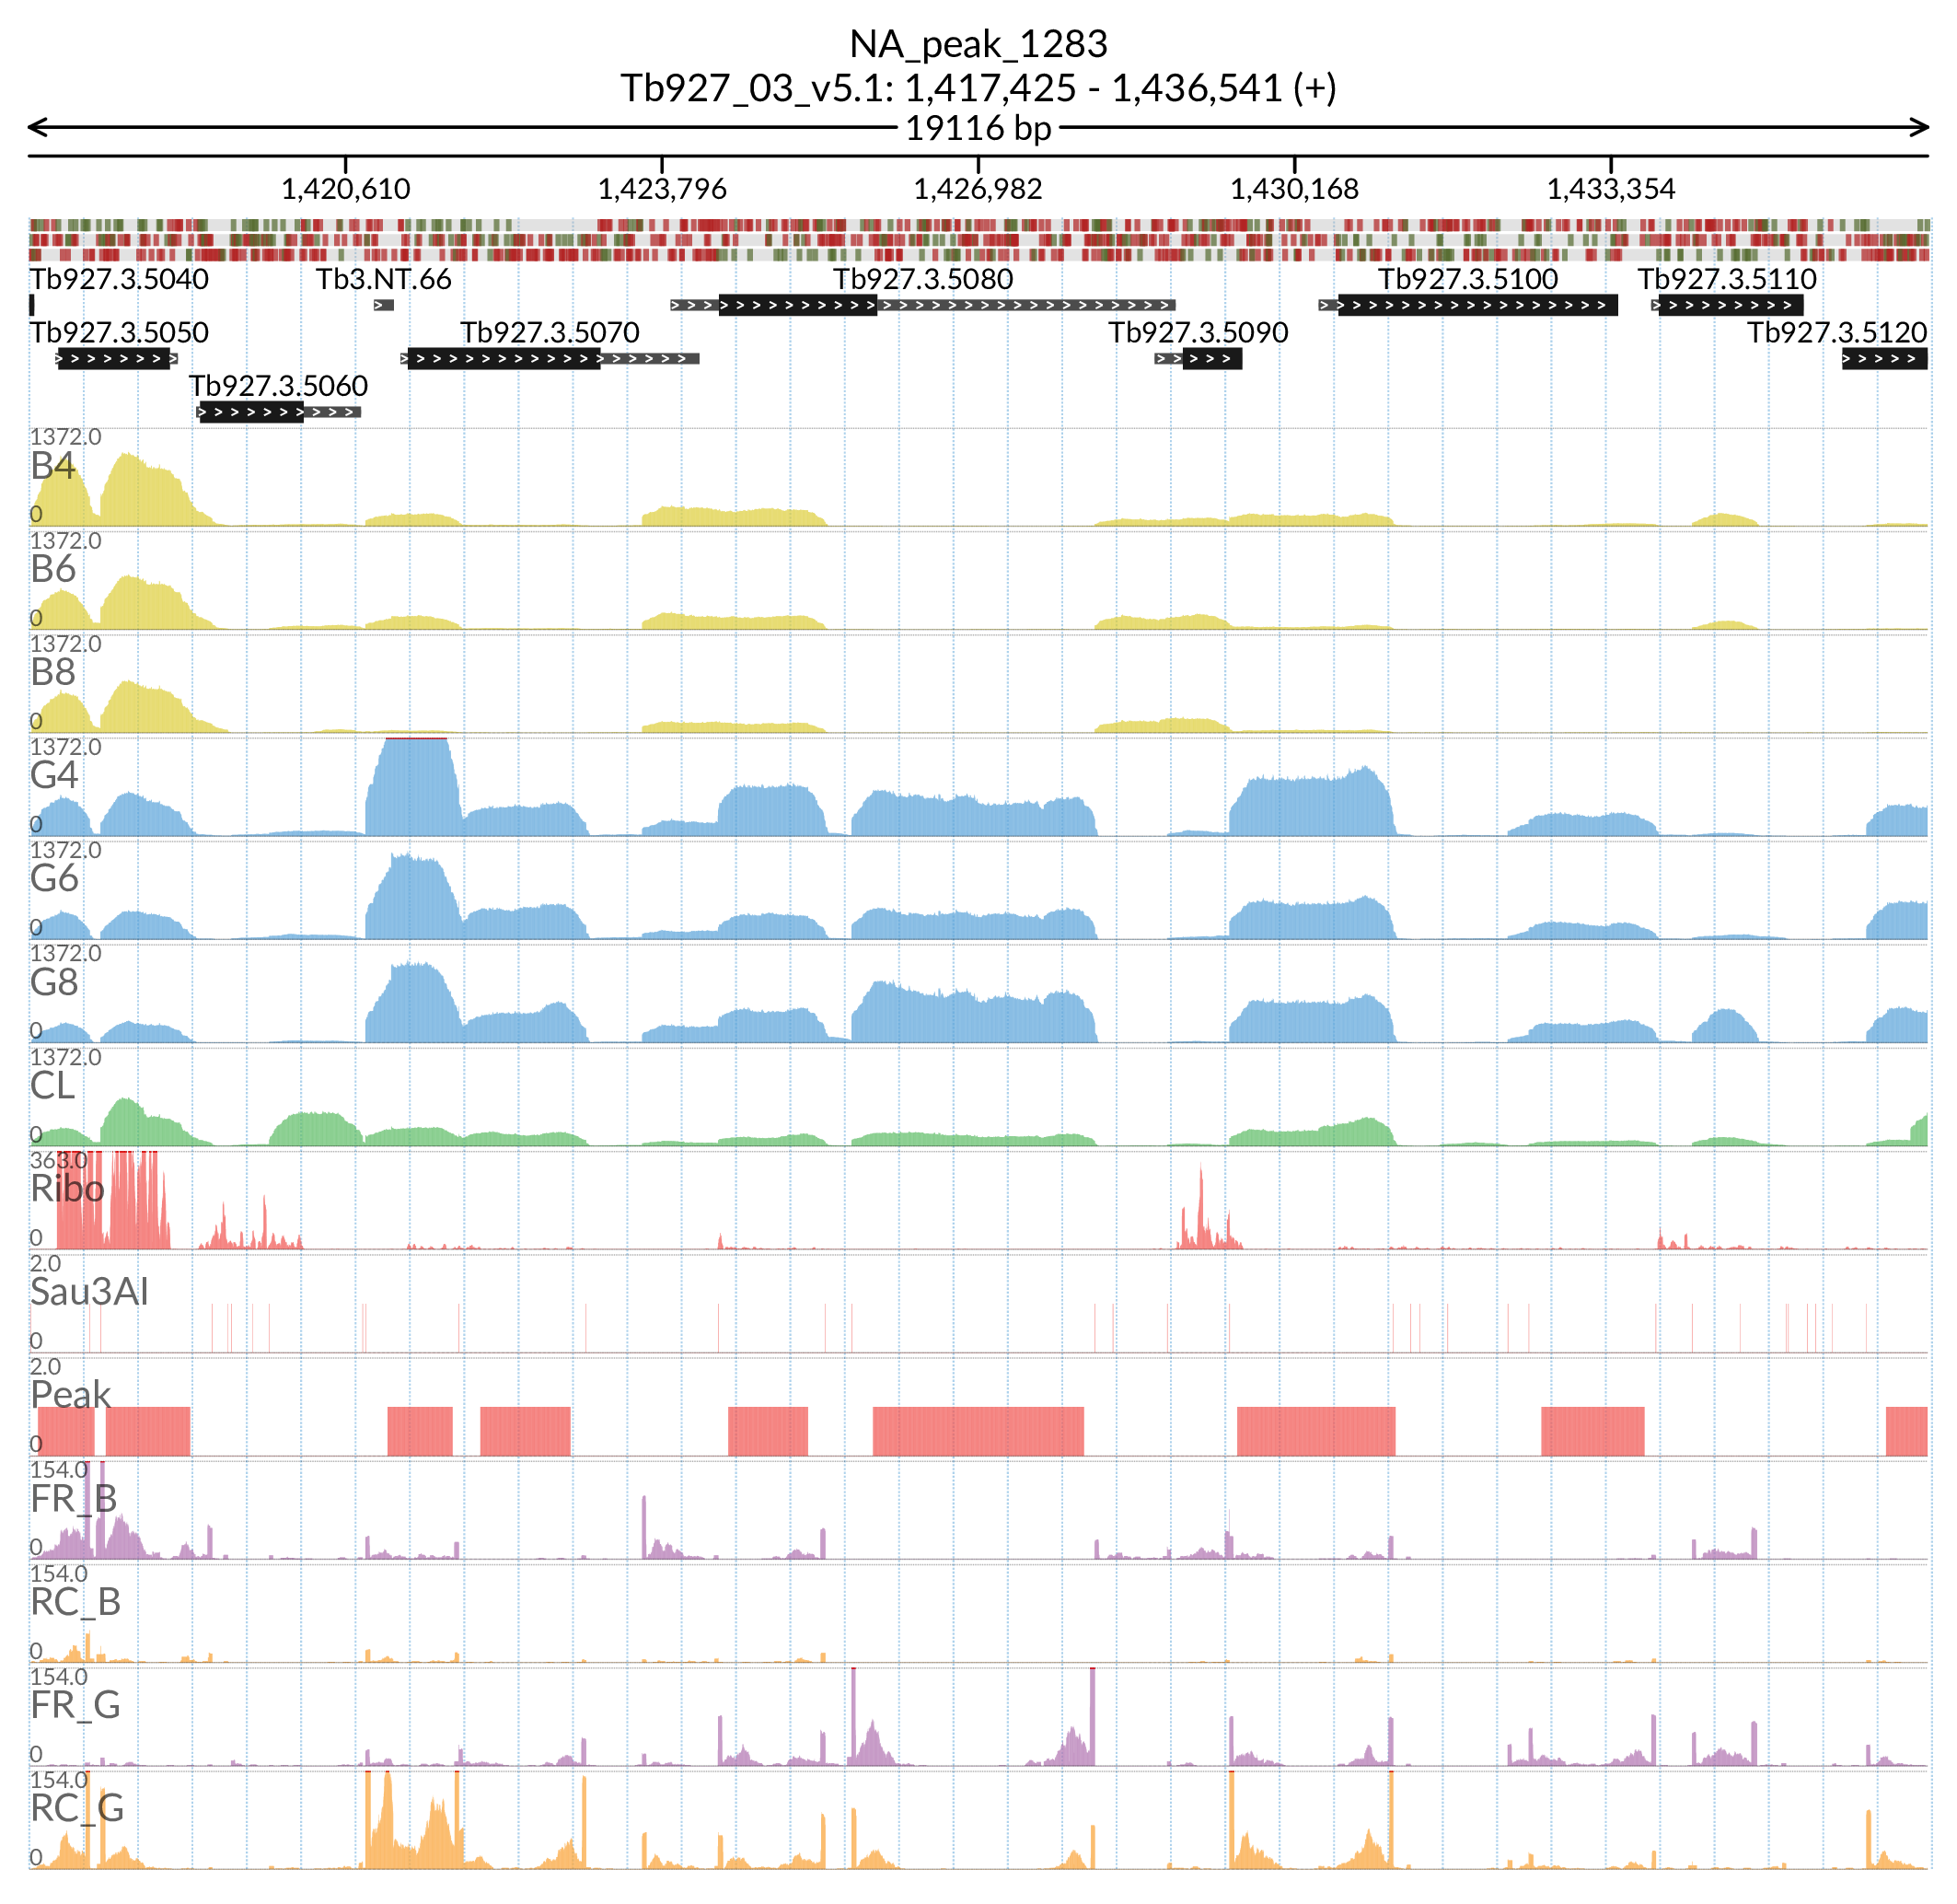 NA_peak_1283
Tb927_03_v5.1: 1,417,425 - 1,436,541 (+)
19116 bp
1,420,610 1,423,796 1,426,982 1,430,168 1,433,354
Tb927.3.5040 Tb3.NT.66 Tb927.3.5080 Tb927.3.5100 Tb927.3.5110
Tb927.3.5050 Tb927.3.5070 Tb927.3.5090 Tb927.3.5120
Tb927.3.5060
1372.0
B4
0
1372.0
B6
0
1372.0
B8
0
1372.0
G4
0
1372.0
G6
0
1372.0
G8
0
1372.0
CL
0
363.0
Ribo
0
2.0
Sau3AI
0
2.0
Peak
0
154.0
FR_B
0
154.0
RC_B
0
154.0
FR_G
0
154.0
RC_G
0